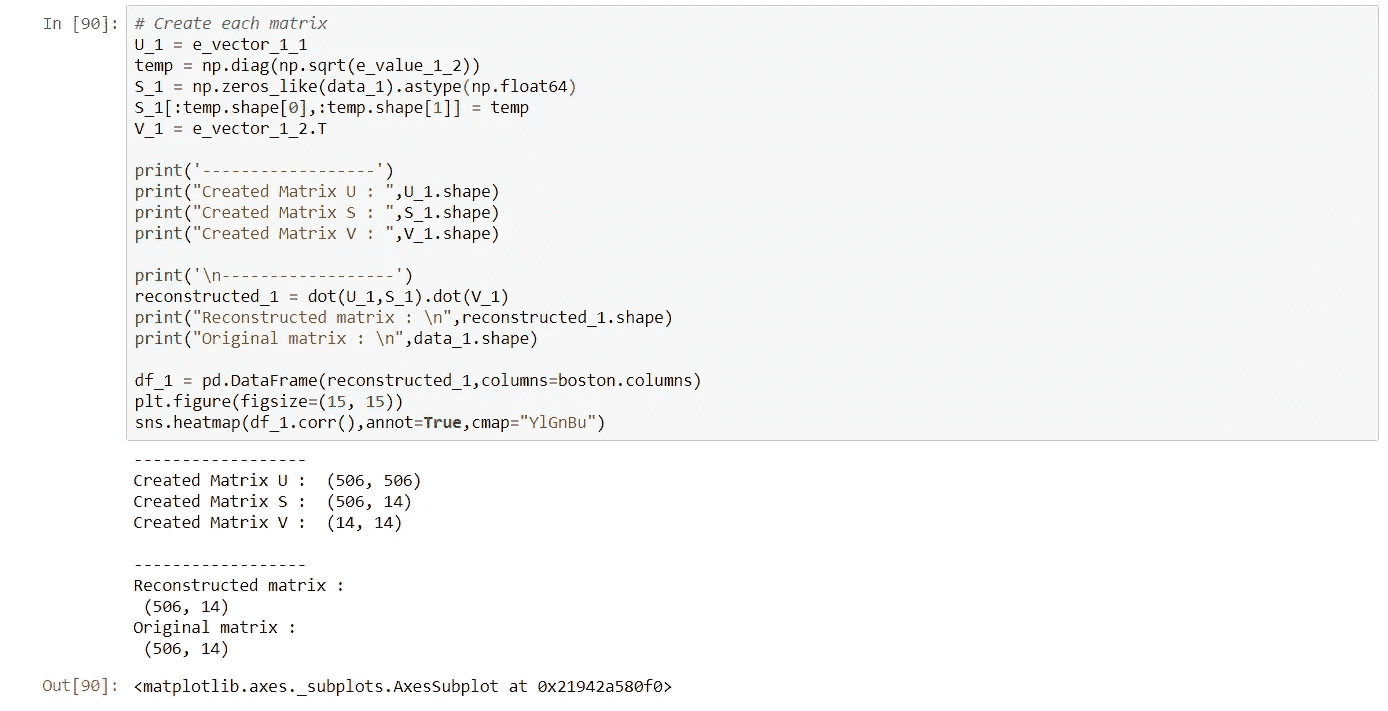 In [90]: # Create each matrix
U_1 = e_vector_1_1
temp = np.diag(np.sqrt(e_value_1_2))
S_1 = np.zeros_like(data_1).astype(np.float64)
S_1[:temp.shape[0],:temp.shape[1]] = temp
V_1 = e_vector_1_2.T
print('------------------')
print("Created Matrix U : ",U_1.shape)
print("Created Matrix S : ",S_1.shape)
print("Created Matrix V : ",V_1.shape)
print('\n------------------')
reconstructed_1 = dot(U_1,S_1).dot(V_1)
print("Reconstructed matrix : \n",reconstructed_1.shape)
print("Original matrix : \n",data_1.shape)
df_1 = pd.DataFrame(reconstructed_1,columns=boston.columns)
plt.figure(figsize=(15, 15))
sns.heatmap(df_1.corr(),annot=True,cmap="YlGnBu")
------------------
Created Matrix U :  (506, 506)
Created Matrix S :  (506, 14)
Created Matrix V :  (14, 14)
------------------
Reconstructed matrix :
(506, 14)
Original matrix :
(506, 14)
Out[90]: <matplotlib.axes._subplots.AxesSubplot at 0x21942a580f0>